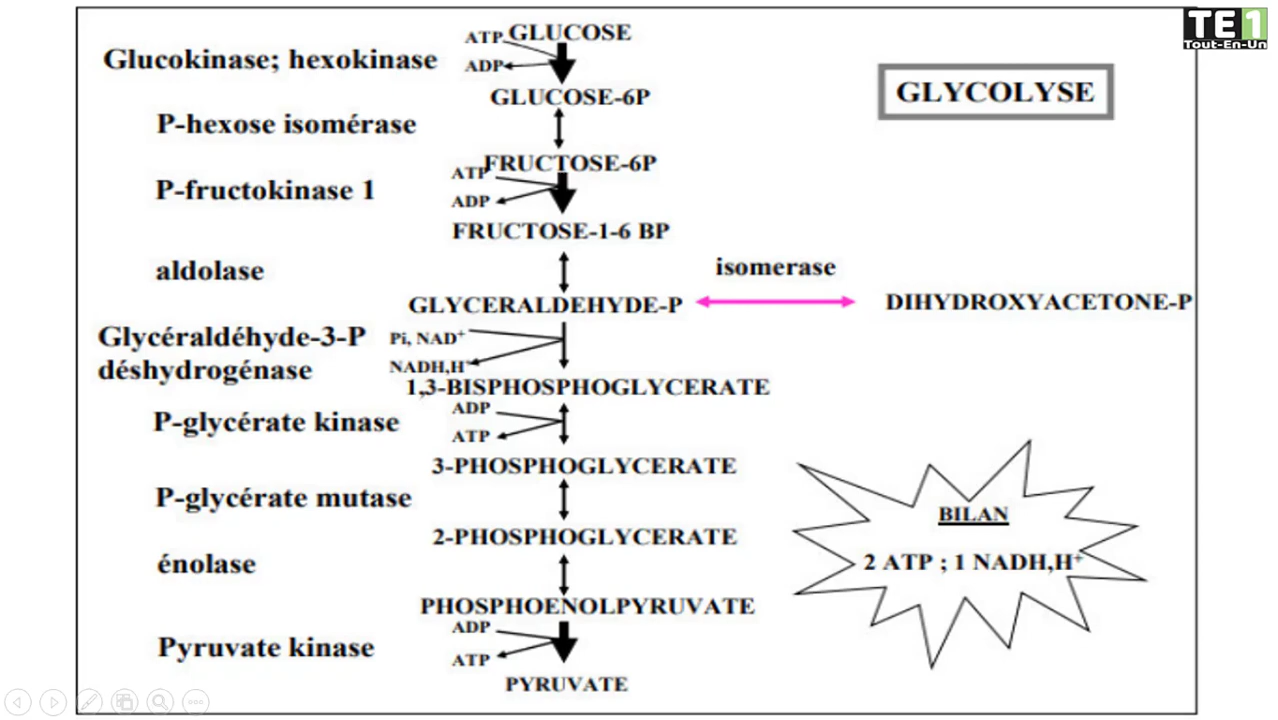 TE1
Tout-En-Un
GLYCOLYSE
ATP GLUCOSE
Glucokinase; hexokinase
ADP
GLUCOSE-6P
P-hexose isomérase
FRUCTOSE-6P
ATP
P-fructokinase 1
ADP
FRUCTOSE-1-6 BP
aldolase
isomerase
GLYCERALDEHYDE-P
DIHYDROXYACETONE-P
Glycéraldéhyde-3-P
déshydrogénase
Pi, NAD⁺
NADH,H⁺
1,3-BISPHOSPHOGLYCERATE
ADP
P-glycérate kinase
ATP
3-PHOSPHOGLYCERATE
P-glycérate mutase
2-PHOSPHOGLYCERATE
énolase
PHOSPHOENOLPYRUVATE
ADP
Pyruvate kinase
ATP
PYRUVATE
BILAN
2 ATP ; 1 NADH,H⁺